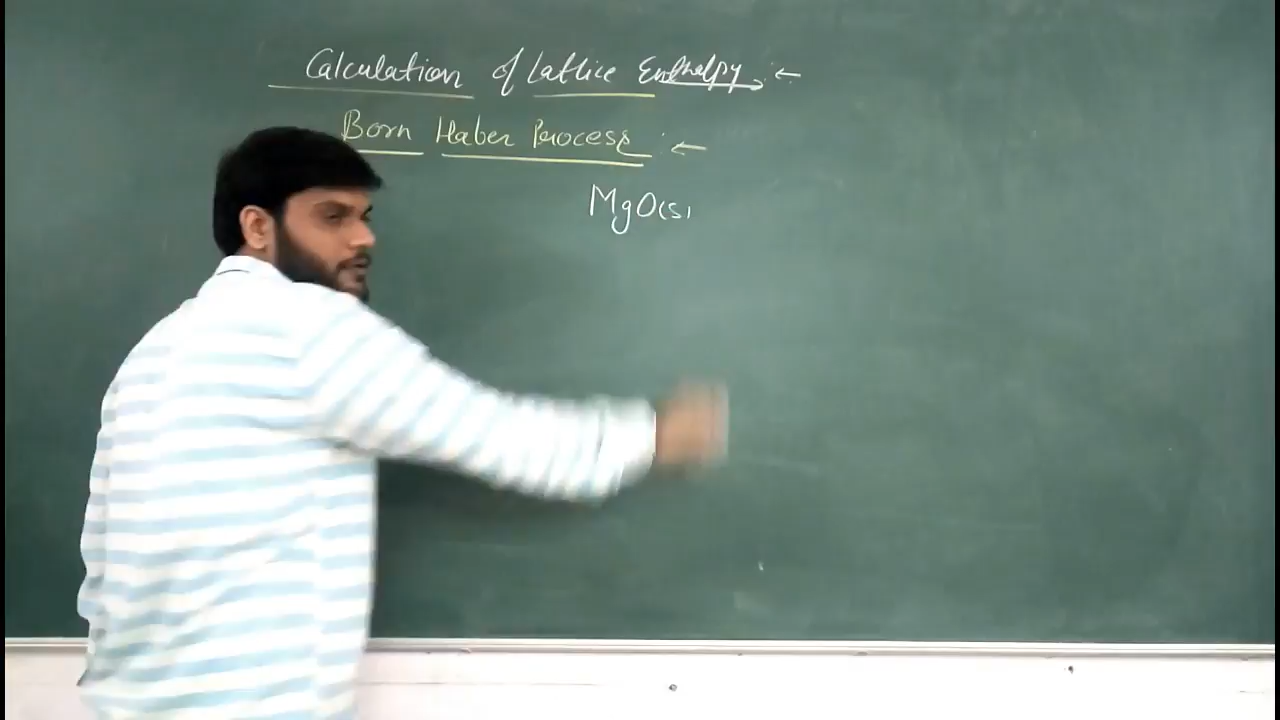 Calculation of Lattice Enthalpy :←
Born Haber Process :←
MgO(s)